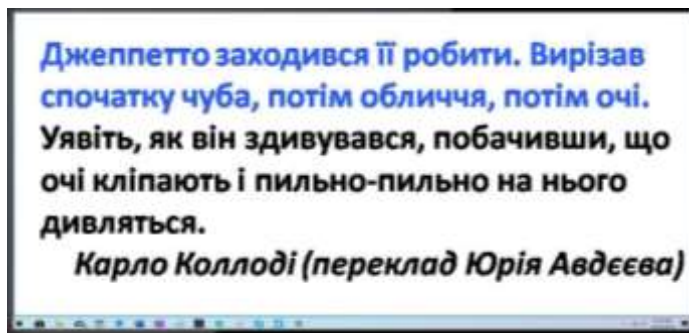 Джеппетто заходився її робити. Вирізав
спочатку чуба, потім обличчя, потім очі.
Уявіть, як він здивувався, побачивши, що
очі кліпають і пильно-пильно на нього
дивляться.
Карло Коллоді (переклад Юрія Авдєєва)